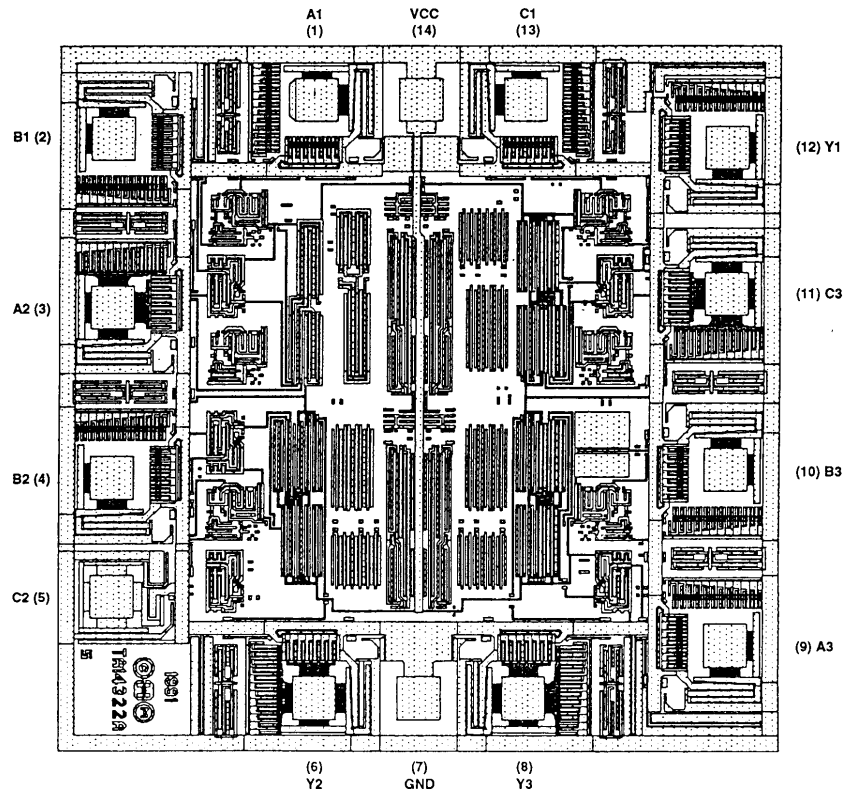 A1
(1)
VCC
(14)
C1
(13)
B1 (2)
(12) Y1
A2 (3)
(11) C3
B2 (4)
(10) B3
C2 (5)
(9) A3
1991
TA14322A
(6)
Y2
(7)
GND
(8)
Y3